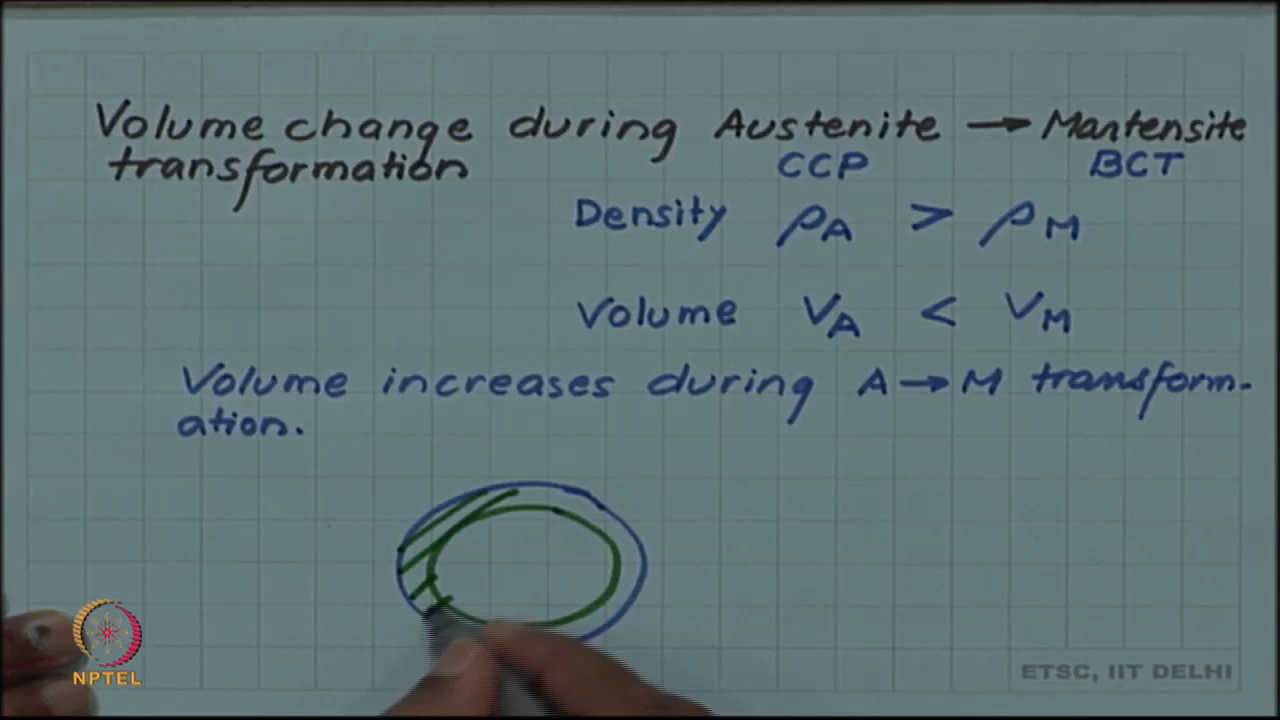 Volume change during Austenite → Martensite
transformation CCP BCT
Density ρA > ρM
Volume VA < VM
Volume increases during A → M transform-
ation.
NPTEL
ETSC, IIT DELHI